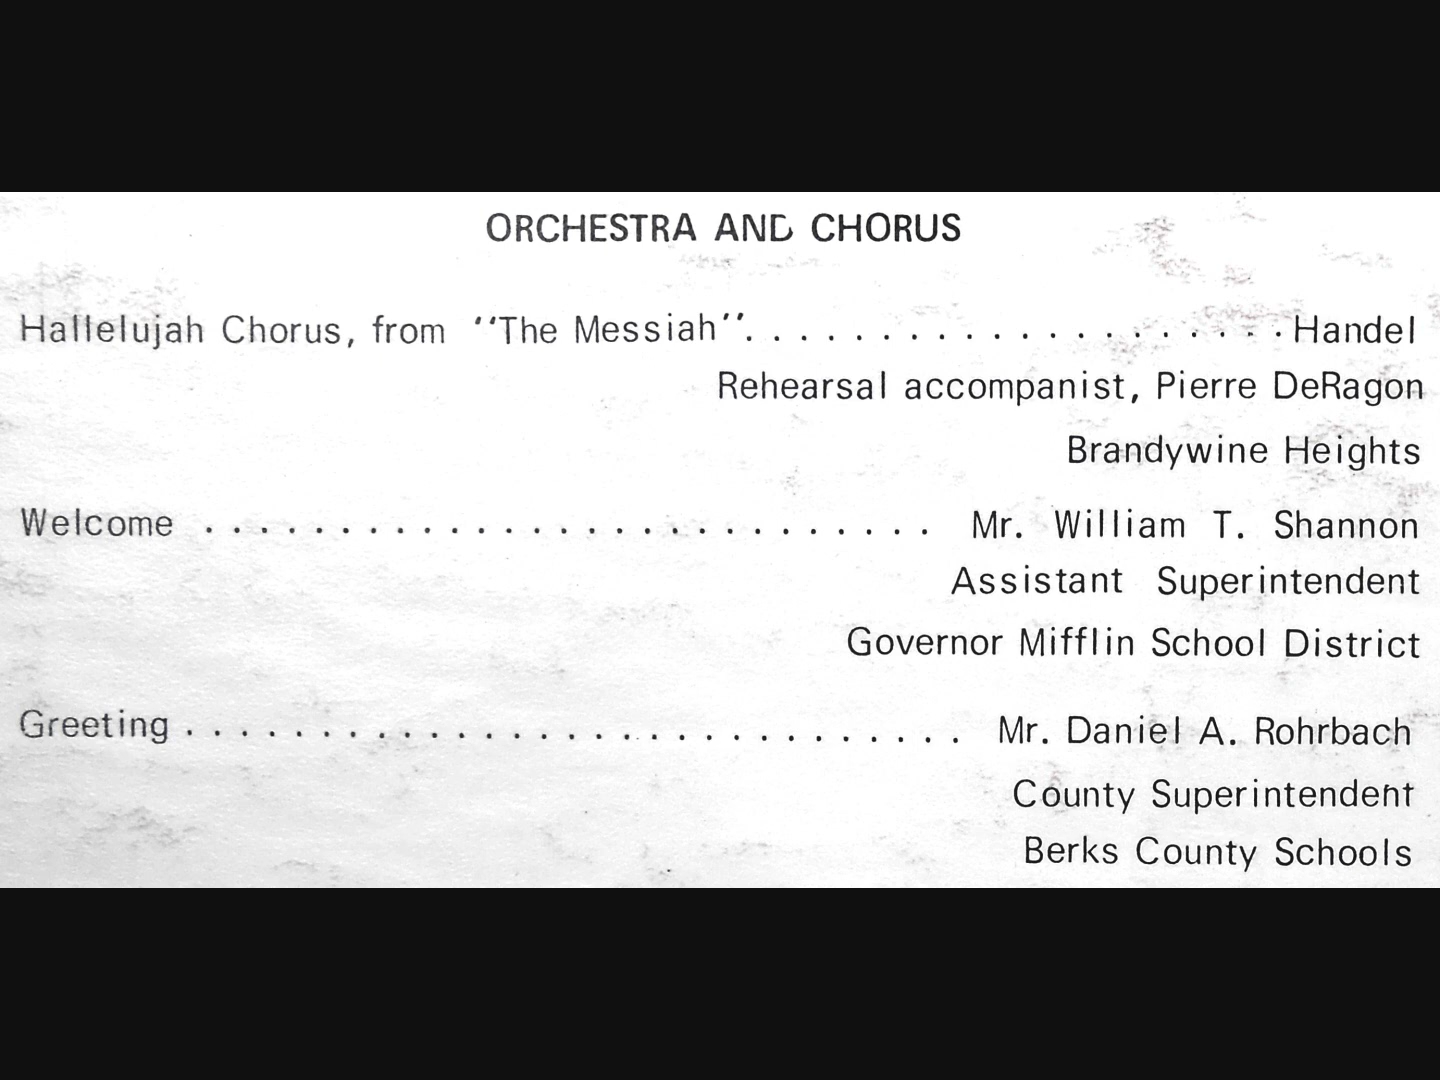 ORCHESTRA AND CHORUS
Hallelujah Chorus, from ‘‘The Messiah’’. . . . . . . . . . . . . . . . . . . . Handel
Rehearsal accompanist, Pierre DeRagon
Brandywine Heights
Welcome . . . . . . . . . . . . . . . . . . . . . . . . . . . Mr. William T. Shannon
Assistant Superintendent
Governor Mifflin School District
Greeting . . . . . . . . . . . . . . . . . . . . . . . . . . . . . Mr. Daniel A. Rohrbach
County Superintendent
Berks County Schools